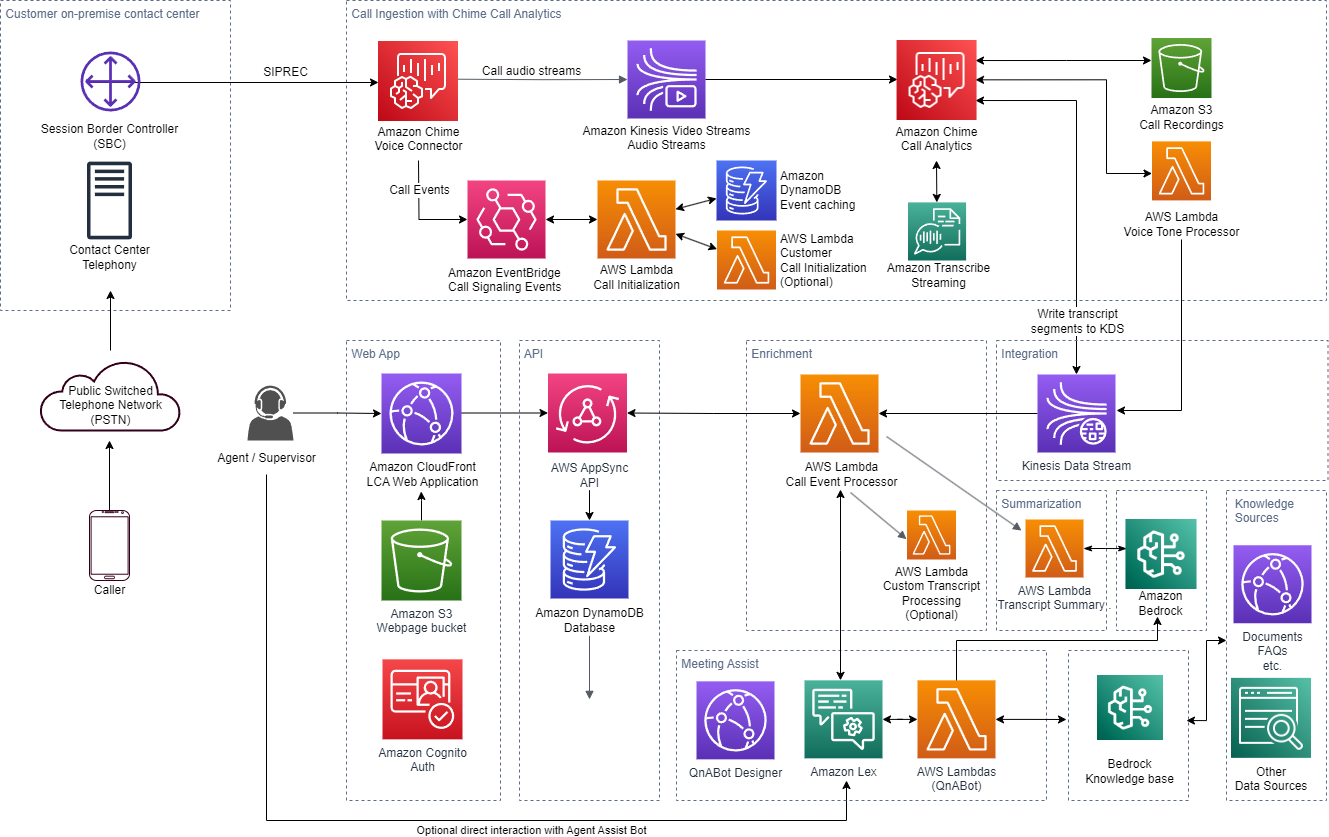 Customer on-premise contact center
Session Border Controller
(SBC)
Contact Center
Telephony
Public Switched
Telephone Network
(PSTN)
Caller
Call Ingestion with Chime Call Analytics
SIPREC
Amazon Chime
Voice Connector
Call audio streams
Amazon Kinesis Video Streams
Audio Streams
Amazon Chime
Call Analytics
Amazon S3
Call Recordings
AWS Lambda
Voice Tone Processor
Call Events
Amazon EventBridge
Call Signaling Events
AWS Lambda
Call Initialization
Amazon
DynamoDB
Event caching
AWS Lambda
Customer
Call Initialization
(Optional)
Amazon Transcribe
Streaming
Write transcript
segments to KDS
Agent / Supervisor
Web App
Amazon CloudFront
LCA Web Application
Amazon S3
Webpage bucket
Amazon Cognito
Auth
API
AWS AppSync
API
Amazon DynamoDB
Database
Enrichment
AWS Lambda
Call Event Processor
AWS Lambda
Custom Transcript
Processing
(Optional)
Integration
Kinesis Data Stream
Summarization
AWS Lambda
Transcript Summary
Amazon
Bedrock
Knowledge
Sources
Documents
FAQs
etc.
Other
Data Sources
Meeting Assist
QnABot Designer
Amazon Lex
AWS Lambdas
(QnABot)
Bedrock
Knowledge base
Optional direct interaction with Agent Assist Bot